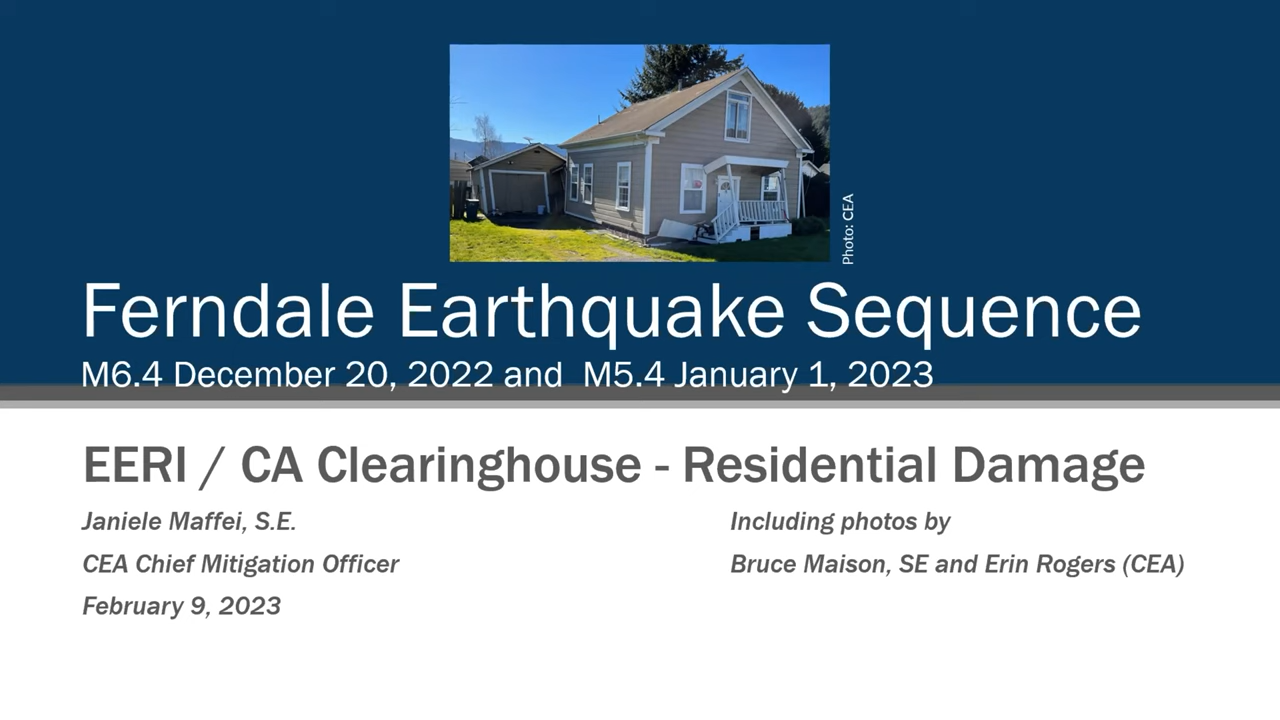 Photo: CEA
Ferndale Earthquake Sequence
M6.4 December 20, 2022 and  M5.4 January 1, 2023
EERI / CA Clearinghouse - Residential Damage
Janiele Maffei, S.E.
CEA Chief Mitigation Officer
February 9, 2023
Including photos by
Bruce Maison, SE and Erin Rogers (CEA)